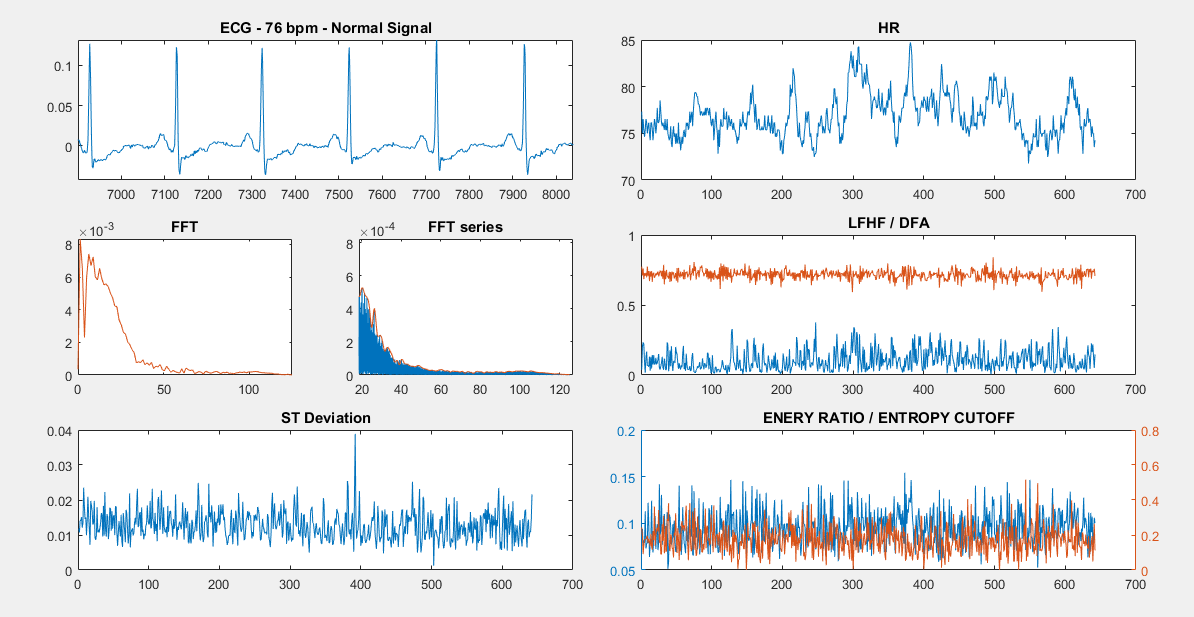 ECG - 76 bpm - Normal Signal
0.1
0.05
0
7000 7100 7200 7300 7400 7500 7600 7700 7800 7900 8000
HR
85
80
75
70
0 100 200 300 400 500 600 700
FFT
×10⁻³
8
6
4
2
0
0 50 100
FFT series
×10⁻⁴
8
6
4
2
0
20 40 60 80 100 120
LFHF / DFA
1
0.5
0
0 100 200 300 400 500 600 700
ST Deviation
0.04
0.03
0.02
0.01
0
0 100 200 300 400 500 600 700
ENERY RATIO / ENTROPY CUTOFF
0.2
0.15
0.1
0.05
0.8
0.6
0.4
0.2
0
0 100 200 300 400 500 600 700